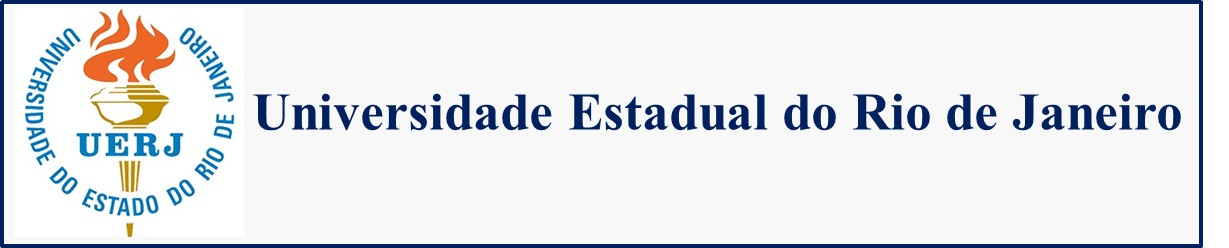 UNIVERSIDADE DO ESTADO DO RIO DE JANEIRO
UERJ
Universidade Estadual do Rio de Janeiro